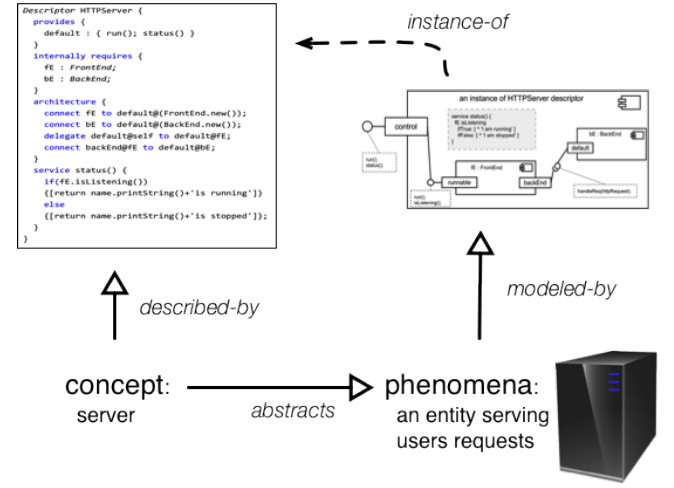 Descriptor HTTPServer {
provides {
default : { run(); status() }
}
internally requires {
fE : FrontEnd;
bE : BackEnd;
}
architecture {
connect fE to default@(FrontEnd.new());
connect bE to default@(BackEnd.new());
delegate default@self to default@fE;
connect backEnd@fE to default@bE;
}
service status() {
if(fE.isListening())
{[return name.printString()+'is running']}
else
{[return name.printString()+'is stopped']};
}
}
instance-of
an instance of HTTPServer descriptor
control
run();
status();
service status() {
fE isListening
ifTrue: [ ^ 'I am running' ]
ifFalse: [ ^ 'I am stopped' ]
}
bE : BackEnd
default
fE : FrontEnd
runnable
backEnd
run();
isListening()
handleReq(httpRequest);
described-by
modeled-by
concept:
server
abstracts
phenomena:
an entity serving
users requests